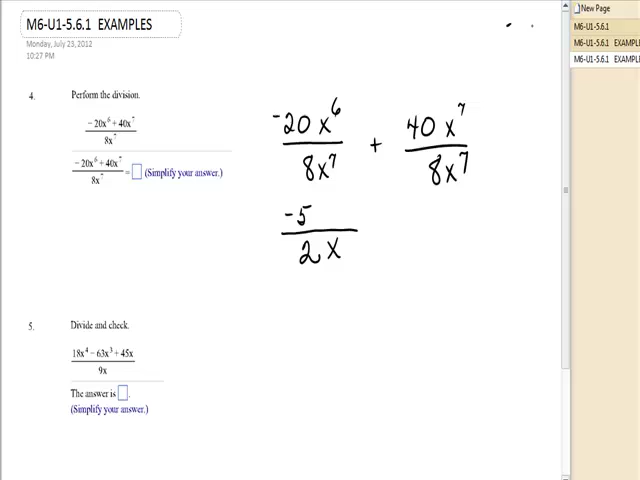 New Page
M6-U1-5.6.1 EXAMPLES
M6-U1-5.6.1
Monday, July 23, 2012
M6-U1-5.6.1 EXAMPL
10:27 PM
M6-U1-5.6.1 EXAMPL
4. Perform the division.
−20x⁶ + 40x⁷
8x⁷
−20x⁶ + 40x⁷
8x⁷
= (Simplify your answer.)
-20x⁶
8x⁷
+
40x⁷
8x⁷
-5
2x
5. Divide and check.
18x⁴ − 63x³ + 45x
9x
The answer is .
(Simplify your answer.)